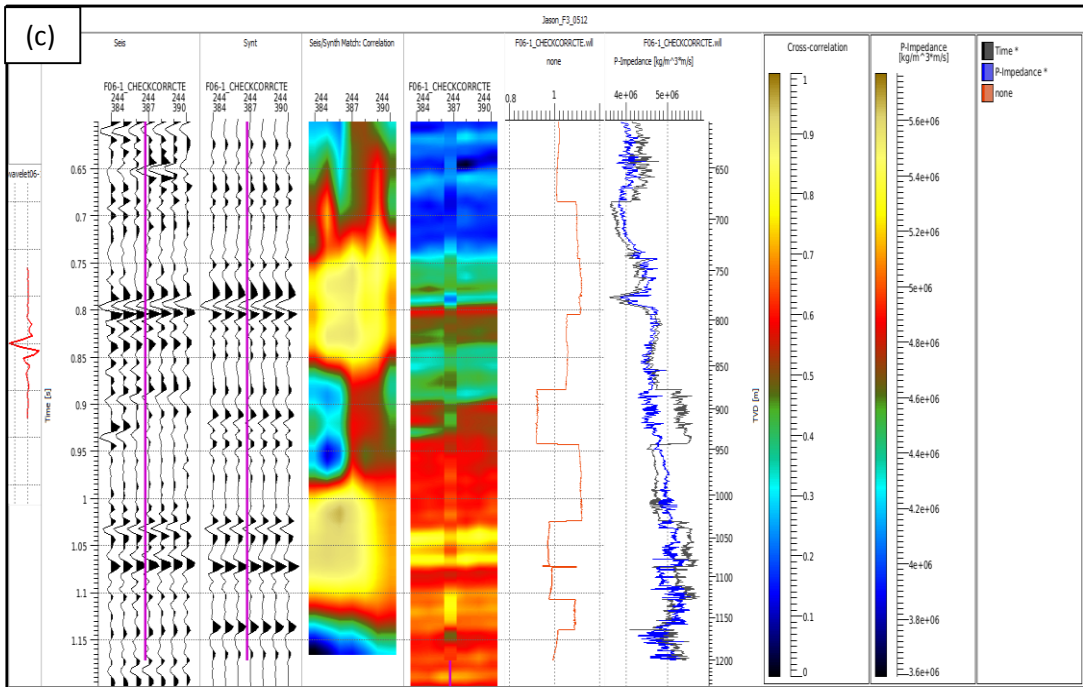 (c)
Jason_F3_0512
Seis
Synt
Seis/Synth Match: Correlation
F06-1_CHECKCORRCTE.wll
none
0.8 1
F06-1_CHECKCORRCTE.wll
P-Impedance [kg/m^3*m/s]
4e+06 5e+06
F06-1_CHECKCORRCTE
244 244 244
384 387 390
F06-1_CHECKCORRCTE
244 244 244
384 387 390
244 244 244
384 387 390
F06-1_CHECKCORRCTE
244 244 244
384 387 390
wavelet06-
Time [s]
0.65
0.7
0.75
0.8
0.85
0.9
0.95
1
1.05
1.1
1.15
TVD [m]
650
700
750
800
850
900
950
1000
1050
1100
1150
1200
Cross-correlation
1
0.9
0.8
0.7
0.6
0.5
0.4
0.3
0.2
0.1
0
P-Impedance
[kg/m^3*m/s]
5.6e+06
5.4e+06
5.2e+06
5e+06
4.8e+06
4.6e+06
4.4e+06
4.2e+06
4e+06
3.8e+06
3.6e+06
Time *
P-Impedance *
none